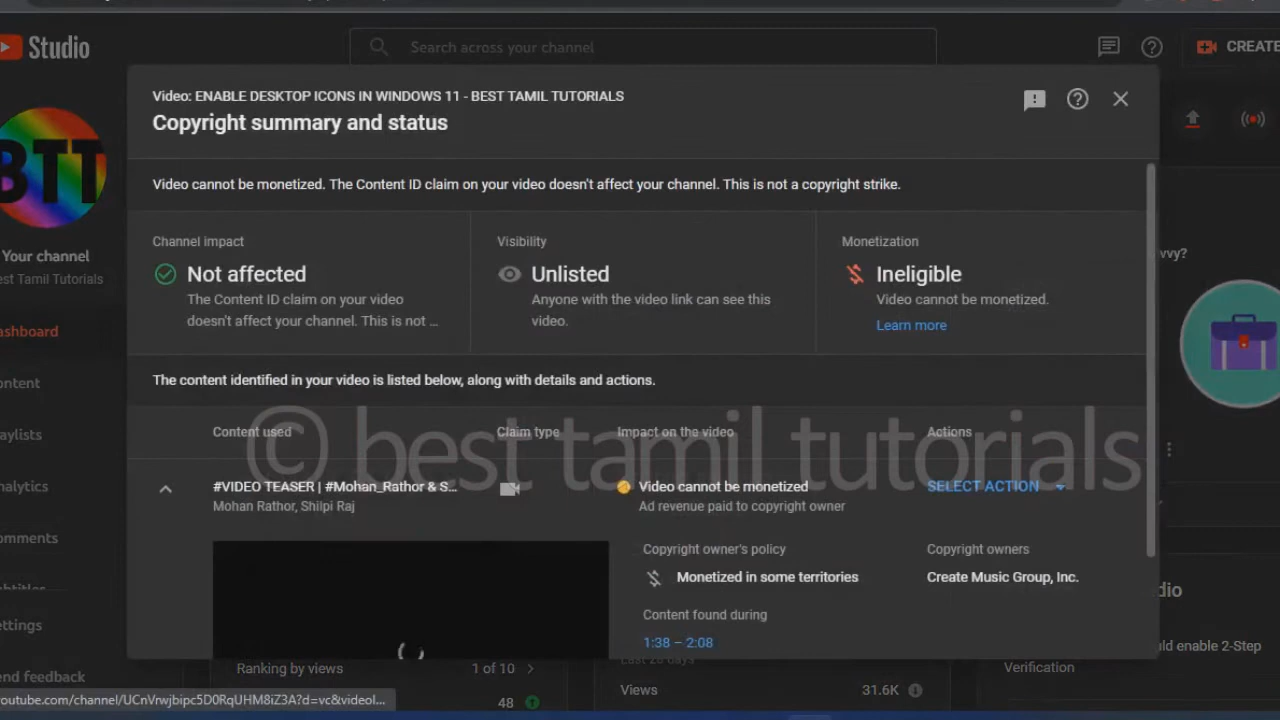 Studio
Search across your channel
CREATE
BTT
Your channel
est Tamil Tutorials
ashboard
ontent
aylists
nalytics
omments
ettings
end feedback
Video: ENABLE DESKTOP ICONS IN WINDOWS 11 - BEST TAMIL TUTORIALS
Copyright summary and status
Video cannot be monetized. The Content ID claim on your video doesn't affect your channel. This is not a copyright strike.
Channel impact
Not affected
The Content ID claim on your video
doesn't affect your channel. This is not ...
Visibility
Unlisted
Anyone with the video link can see this
video.
Monetization
Ineligible
Video cannot be monetized.
Learn more
The content identified in your video is listed below, along with details and actions.
Content used Claim type Impact on the video Actions
© best tamil tutorials
#VIDEO TEASER | #Mohan_Rathor & S...
Mohan Rathor, Shilpi Raj
Video cannot be monetized
Ad revenue paid to copyright owner
SELECT ACTION
Copyright owner's policy
Monetized in some territories
Copyright owners
Create Music Group, Inc.
Content found during
1:38 – 2:08
vvy?
dio
uld enable 2-Step
Verification
Ranking by views 1 of 10
48
Last 28 days
Views 31.6K
youtube.com/channel/UCnVrwjbipc5D0RqUHM8iZ3A?d=vc&videoI...